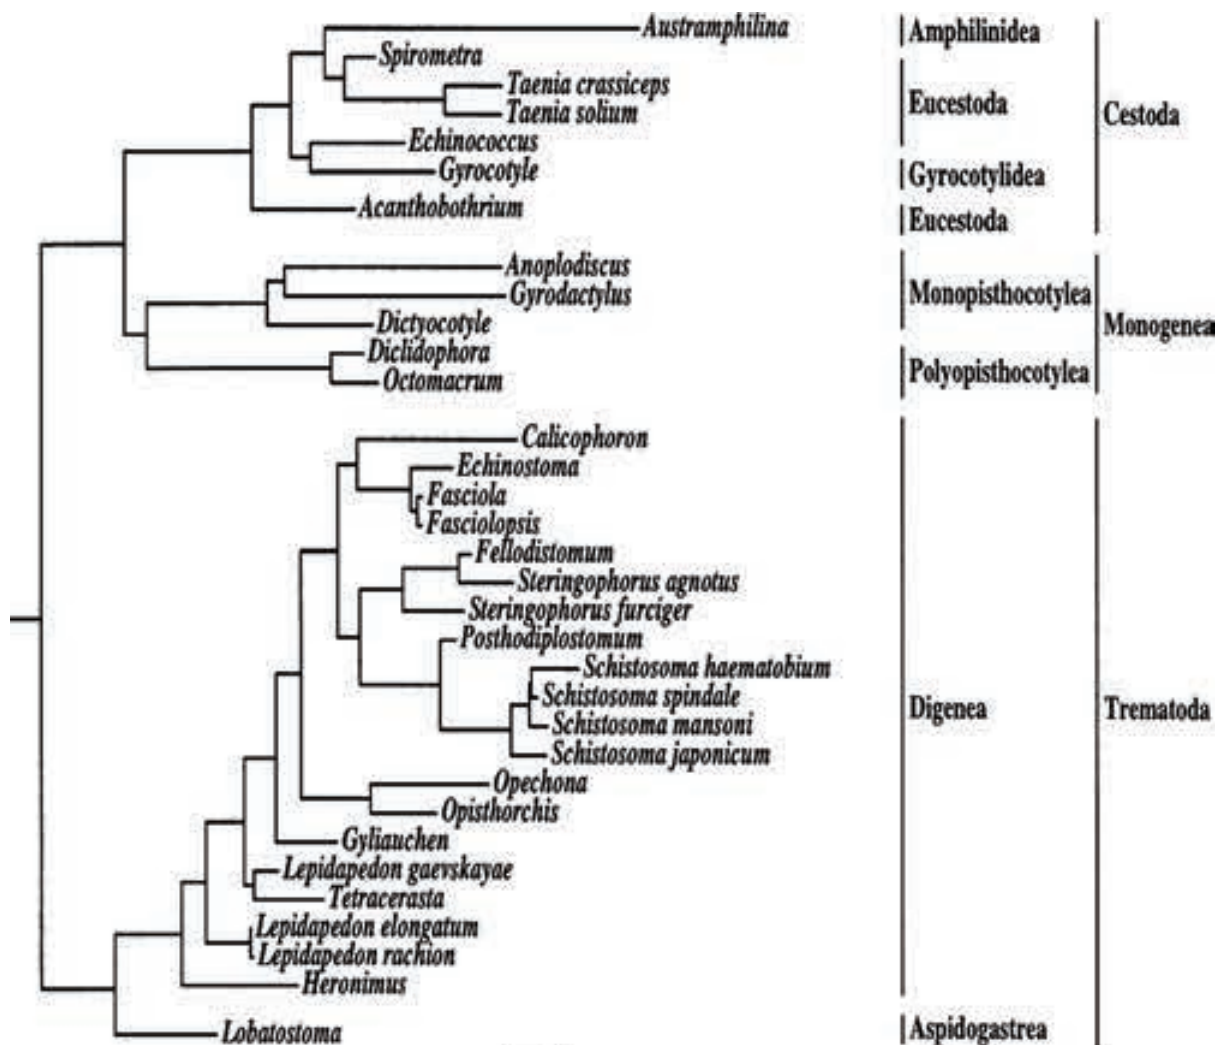 Austramphilina
Amphilinidea
Spirometra
Taenia crassiceps
Taenia solium
Eucestoda
Cestoda
Echinococcus
Gyrocotyle
Gyrocotylidea
Acanthobothrium
Eucestoda
Anoplodiscus
Gyrodactylus
Monopisthocotylea
Dictyocotyle
Monogenea
Diclidophora
Octomacrum
Polyopisthocotylea
Calicophoron
Echinostoma
Fasciola
Fasciolopsis
Fellodistomum
Steringophorus agnotus
Steringophorus furciger
Posthodiplostomum
Schistosoma haematobium
Schistosoma spindale
Digenea
Trematoda
Schistosoma mansoni
Schistosoma japonicum
Opechona
Opisthorchis
Gyliauchen
Lepidapedon gaevskayae
Tetracerasta
Lepidapedon elongatum
Lepidapedon rachion
Heronimus
Lobatostoma
Aspidogastrea